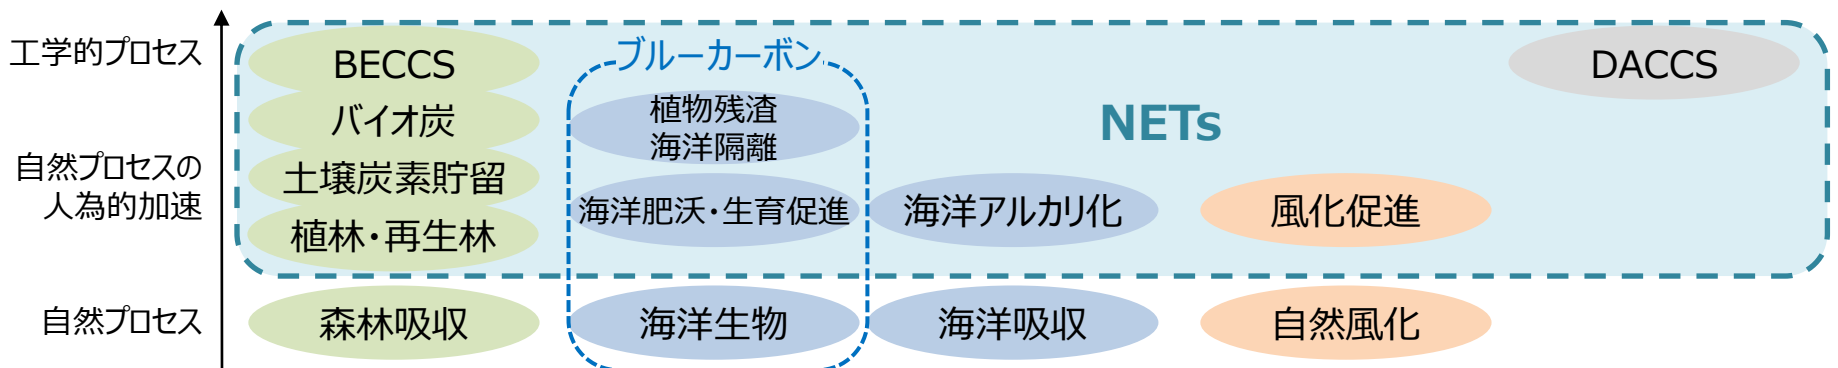 工学的プロセス
BECCS
ブルーカーボン
DACCS
バイオ炭
植物残渣
海洋隔離
NETs
自然プロセスの
人為的加速
土壌炭素貯留
海洋肥沃・生育促進
海洋アルカリ化
風化促進
植林・再生林
自然プロセス
森林吸収
海洋生物
海洋吸収
自然風化